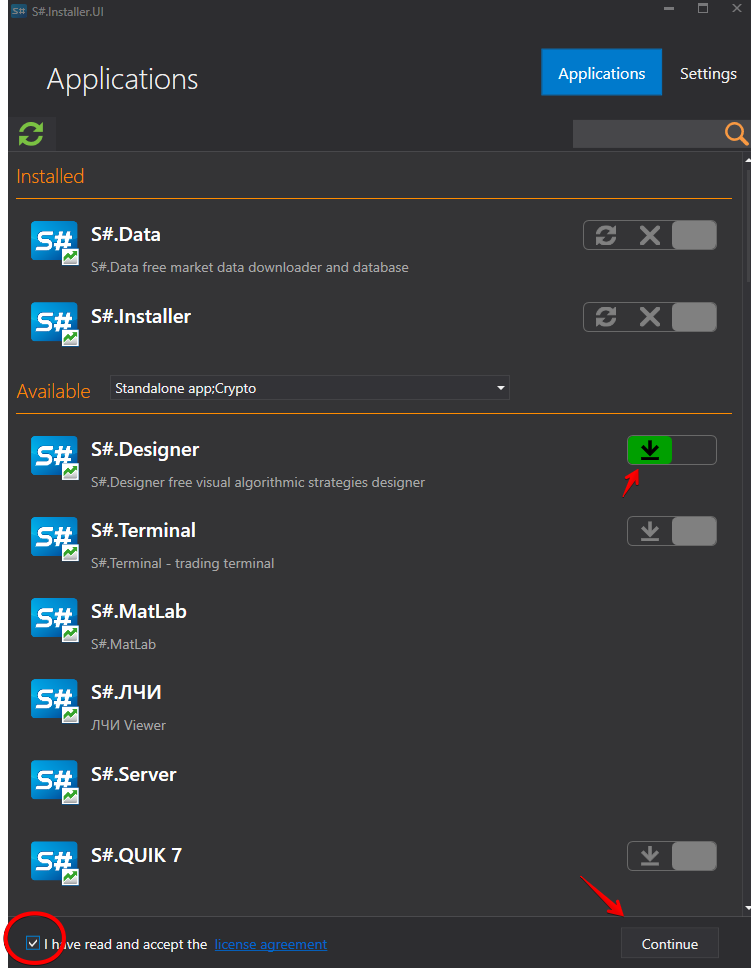 S# S#.Installer.UI
Applications
Applications
Settings
Installed
S#
S#.Data
S#.Data free market data downloader and database
S#
S#.Installer
Available
Standalone app;Crypto
S#
S#.Designer
S#.Designer free visual algorithmic strategies designer
S#
S#.Terminal
S#.Terminal - trading terminal
S#
S#.MatLab
S#.MatLab
S#
S#.ЛЧИ
ЛЧИ Viewer
S#
S#.Server
S#
S#.QUIK 7
I have read and accept the license agreement
Continue